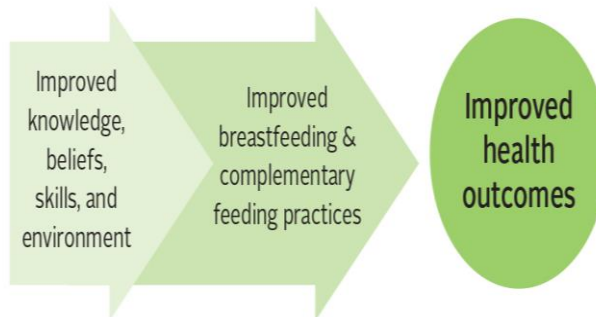 Improved
knowledge,
beliefs,
skills, and
environment
Improved
breastfeeding &
complementary
feeding practices
Improved
health
outcomes